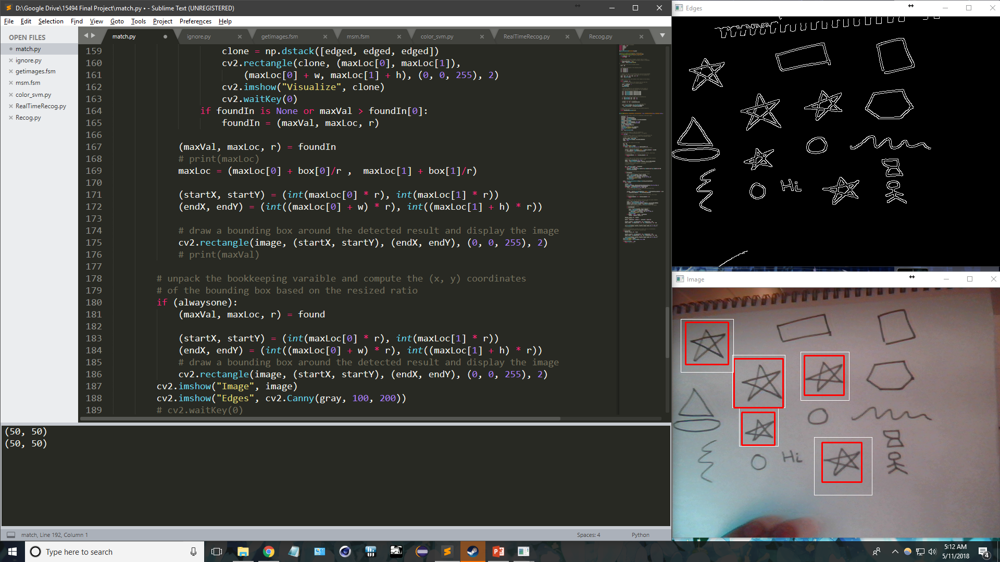 D:\Google Drive\15494 Final Project\match.py • - Sublime Text (UNREGISTERED)
File Edit Selection Find View Goto Tools Project Preferences Help
OPEN FILES
match.py
ignore.py
getimages.fsm
msm.fsm
color_svm.py
RealTimeRecog.py
Recog.py
match.py ignore.py getimages.fsm msm.fsm color_svm.py RealTimeRecog.py Recog.py
159 clone = np.dstack([edged, edged, edged])
160 cv2.rectangle(clone, (maxLoc[0], maxLoc[1]),
161 (maxLoc[0] + w, maxLoc[1] + h), (0, 0, 255), 2)
162 cv2.imshow("Visualize", clone)
163 cv2.waitKey(0)
164 if foundIn is None or maxVal > foundIn[0]:
165 foundIn = (maxVal, maxLoc, r)
166
167 (maxVal, maxLoc, r) = foundIn
168 # print(maxLoc)
169 maxLoc = (maxLoc[0] + box[0]/r ,  maxLoc[1] + box[1]/r)
170
171 (startX, startY) = (int(maxLoc[0] * r), int(maxLoc[1] * r))
172 (endX, endY) = (int((maxLoc[0] + w) * r), int((maxLoc[1] + h) * r))
173
174 # draw a bounding box around the detected result and display the image
175 cv2.rectangle(image, (startX, startY), (endX, endY), (0, 0, 255), 2)
176 # print(maxVal)
177
178 # unpack the bookkeeping varaible and compute the (x, y) coordinates
179 # of the bounding box based on the resized ratio
180 if (alwaysone):
181 (maxVal, maxLoc, r) = found
182
183 (startX, startY) = (int(maxLoc[0] * r), int(maxLoc[1] * r))
184 (endX, endY) = (int((maxLoc[0] + w) * r), int((maxLoc[1] + h) * r))
185 # draw a bounding box around the detected result and display the image
186 cv2.rectangle(image, (startX, startY), (endX, endY), (0, 0, 255), 2)
187 cv2.imshow("Image", image)
188 cv2.imshow("Edges", cv2.Canny(gray, 100, 200))
189 # cv2.waitKey(0)
(50, 50)
(50, 50)
match, Line 192, Column 1
Spaces: 4
Python
Edges
Hi
Image
Hi
Type here to search
5:12 AM
5/11/2018
4